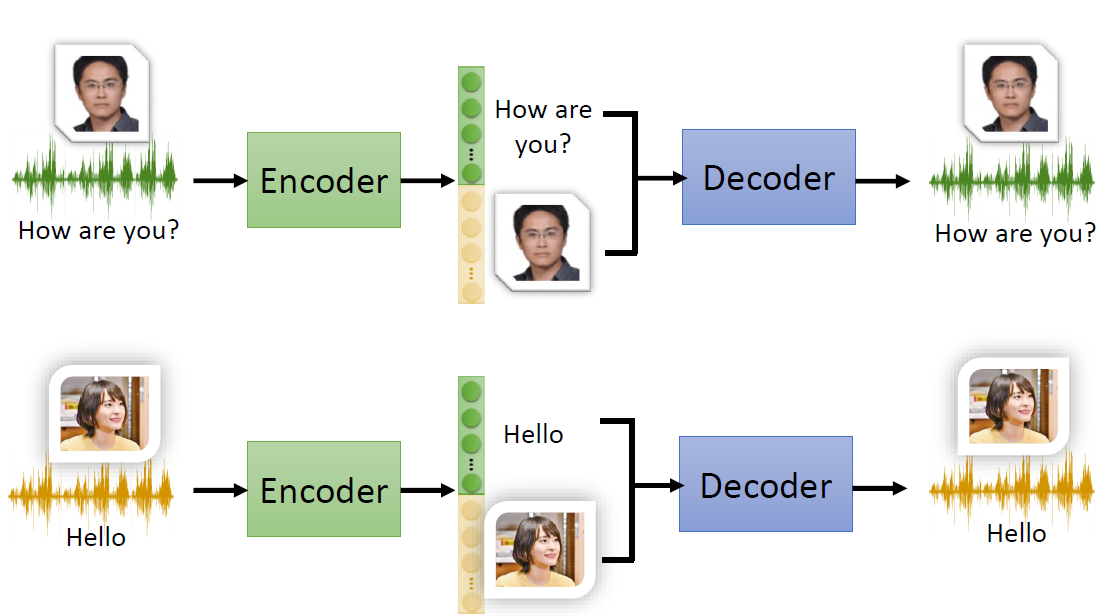 How are
you?
Encoder
Decoder
How are you?
How are you?
Hello
Encoder
Decoder
Hello
Hello